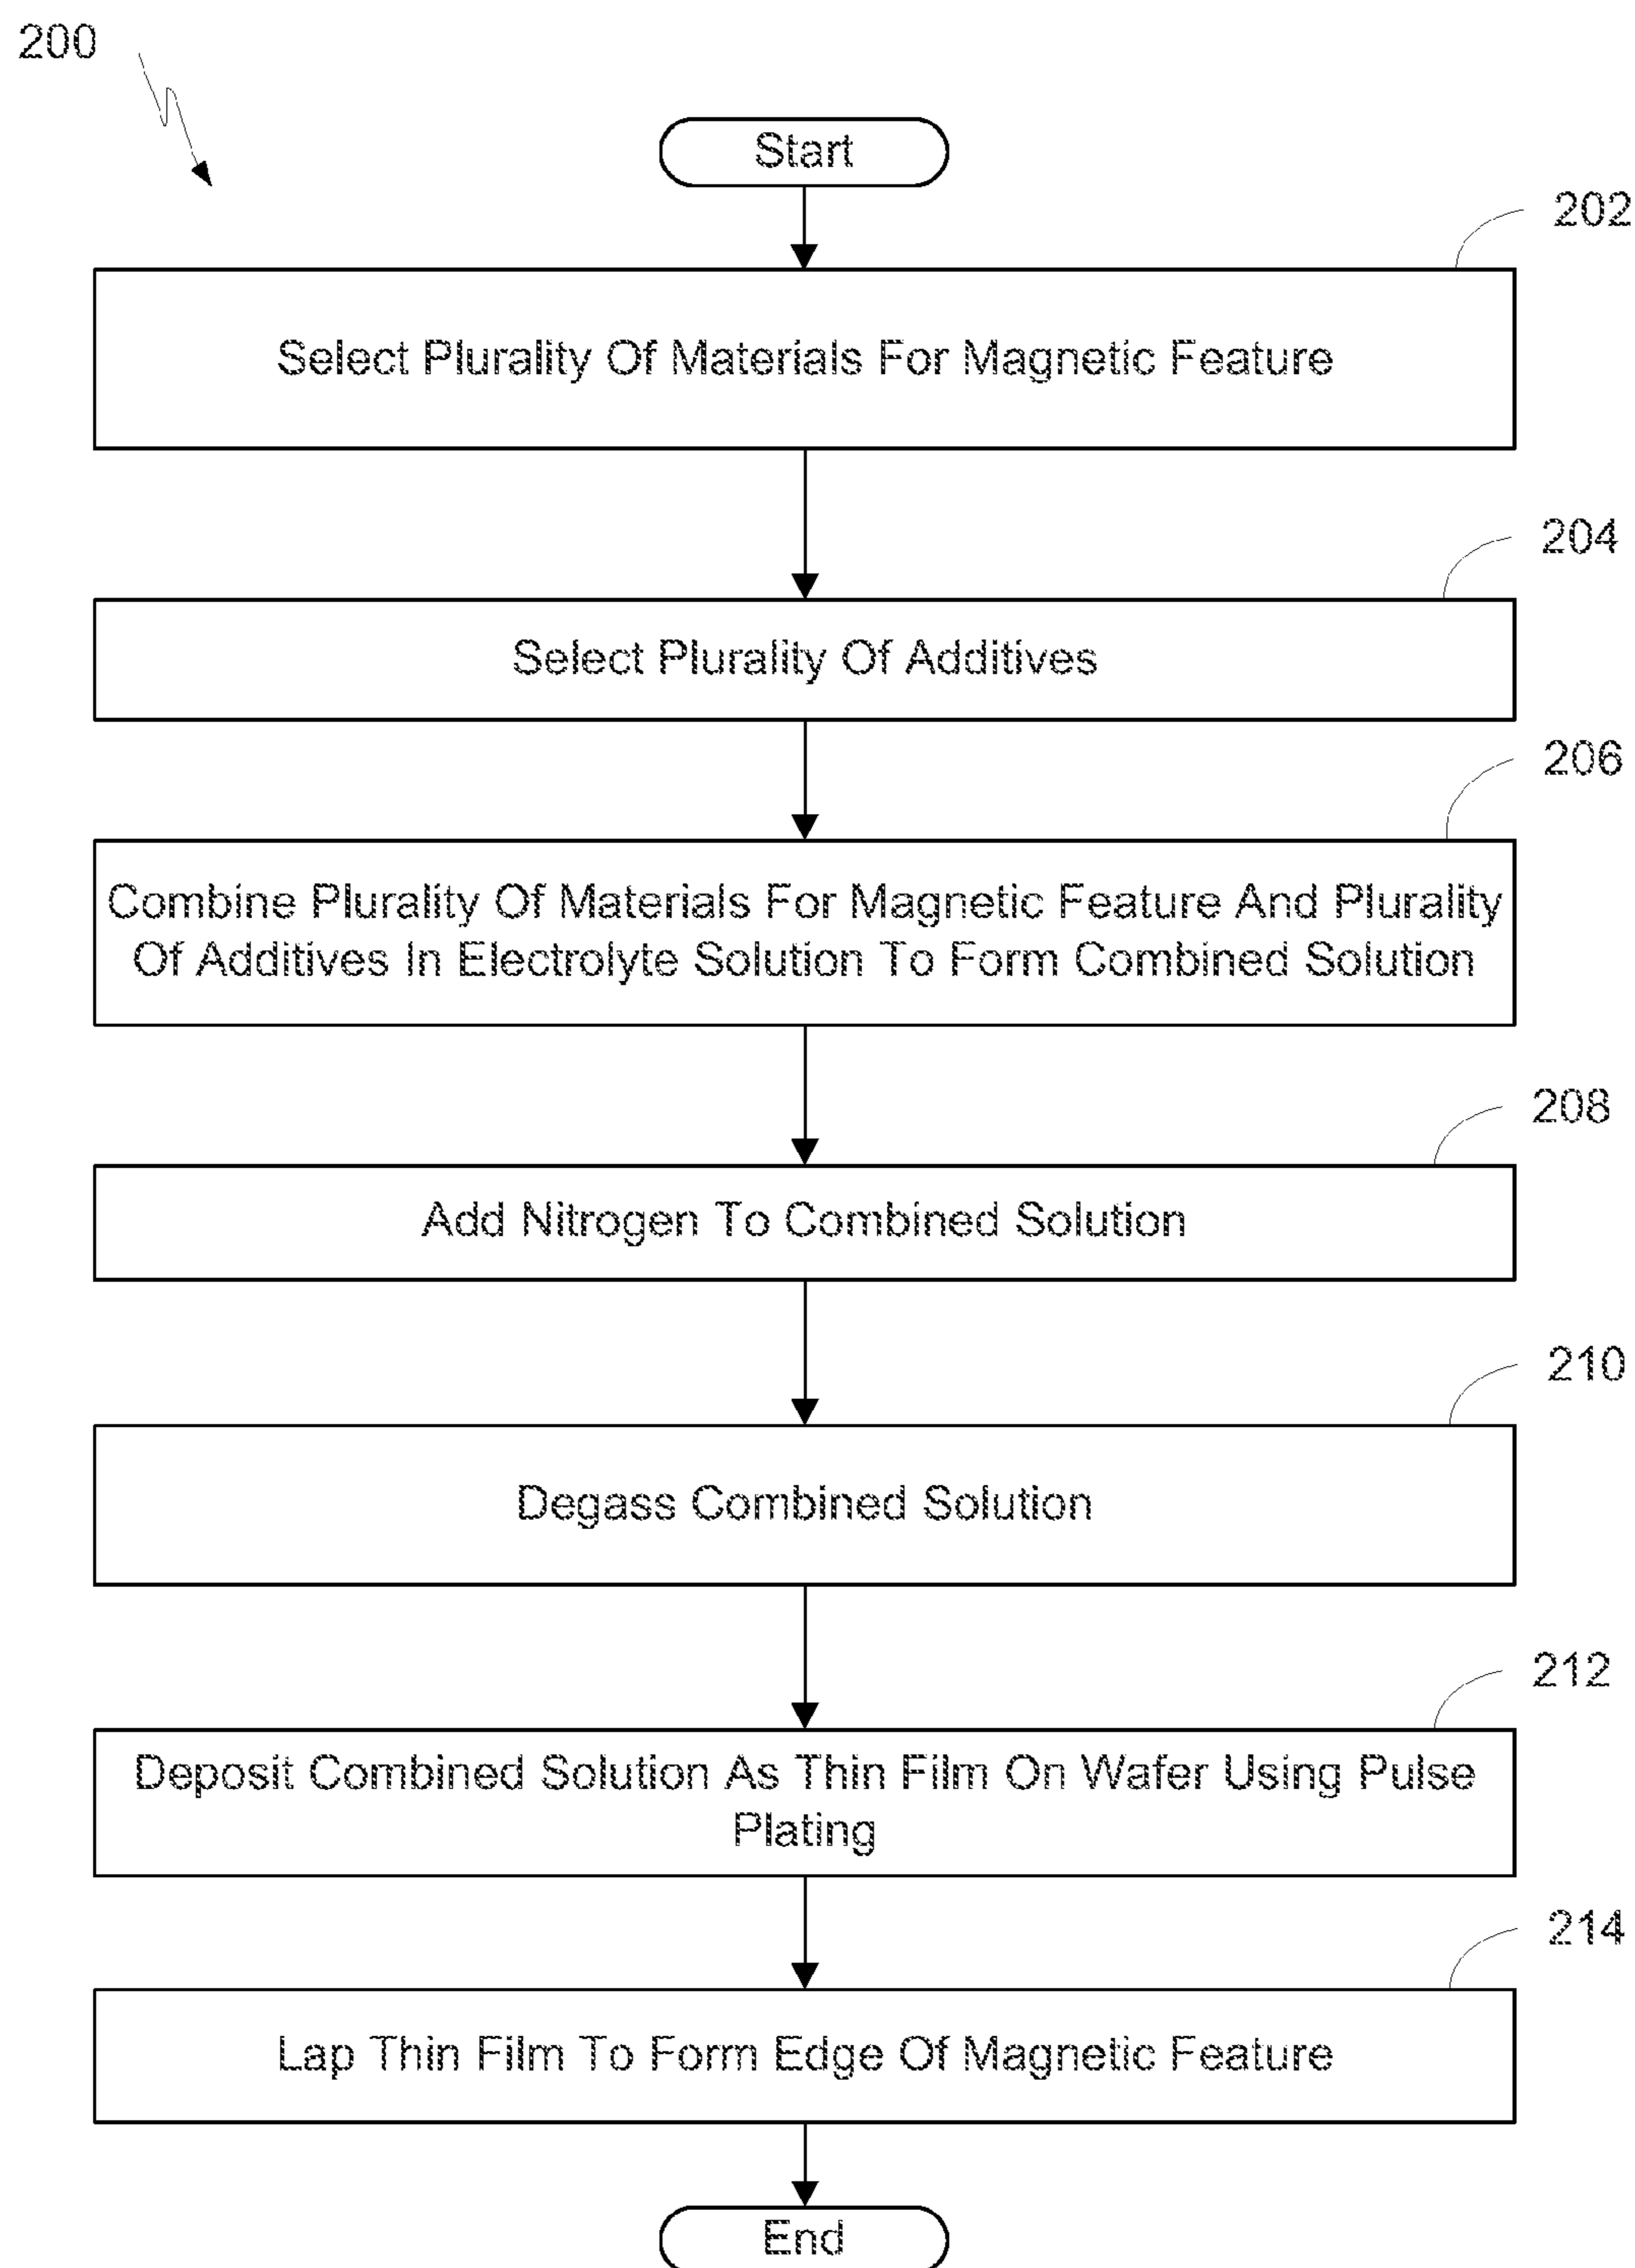 200
Start
202
Select Plurality Of Materials For Magnetic Feature
204
Select Plurality Of Additives
206
Combine Plurality Of Materials For Magnetic Feature And Plurality
Of Additives In Electrolyte Solution To Form Combined Solution
208
Add Nitrogen To Combined Solution
210
Degass Combined Solution
212
Deposit Combined Solution As Thin Film On Wafer Using Pulse
Plating
214
Lap Thin Film To Form Edge Of Magnetic Feature
End